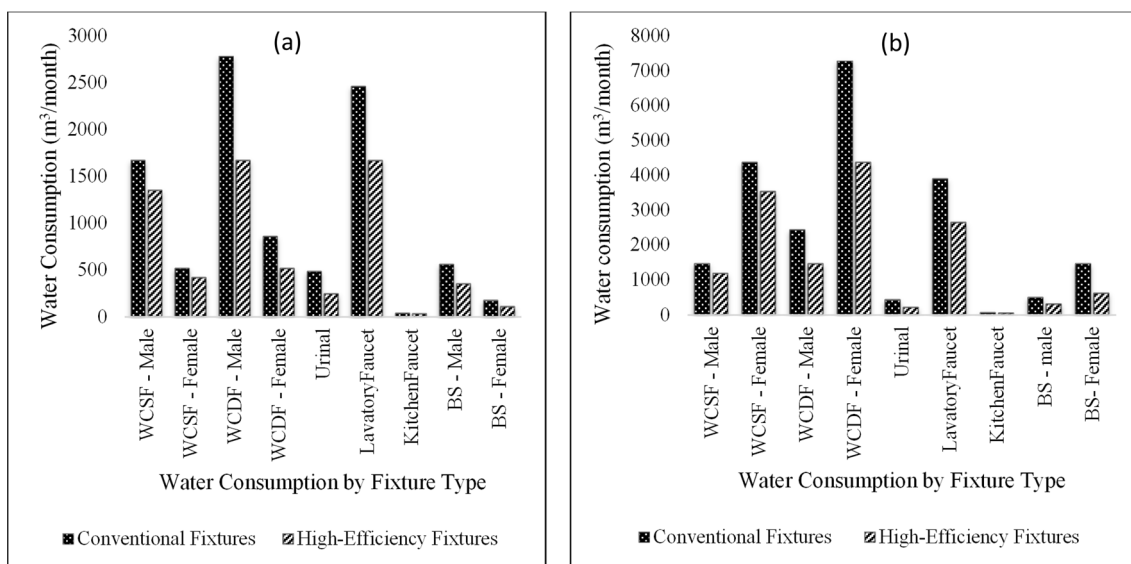 (a)
Water Consumption (m³/month)
3000
2500
2000
1500
1000
500
0
WCSF - Male
WCSF - Female
WCDF - Male
WCDF - Female
Urinal
LavatoryFaucet
KitchenFaucet
BS - Male
BS - Female
Water Consumption by Fixture Type
Conventional Fixtures
High-Efficiency Fixtures
(b)
Water consumption (m³/month)
8000
7000
6000
5000
4000
3000
2000
1000
0
WCSF - Male
WCSF - Female
WCDF - Male
WCDF - Female
Urinal
LavatoryFaucet
KitchenFaucet
BS - male
BS- Female
Water Consumption by Fixture Type
Conventional Fixtures
High-Efficiency Fixtures